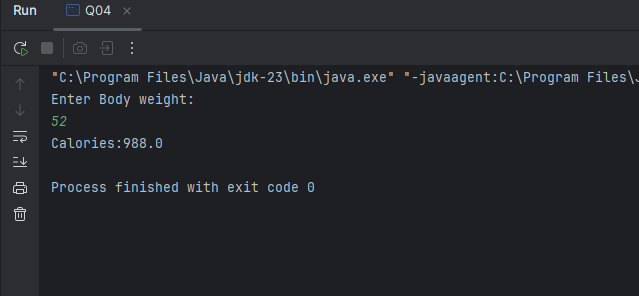 Run Q04
"C:\Program Files\Java\jdk-23\bin\java.exe" "-javaagent:C:\Program Files\J
Enter Body weight:
52
Calories:988.0
Process finished with exit code 0